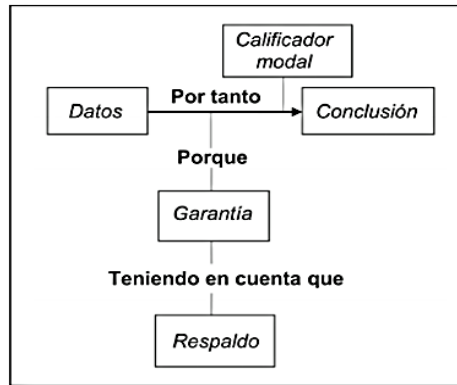 Calificador
modal
Por tanto
Datos
Conclusión
Porque
Garantía
Teniendo en cuenta que
Respaldo